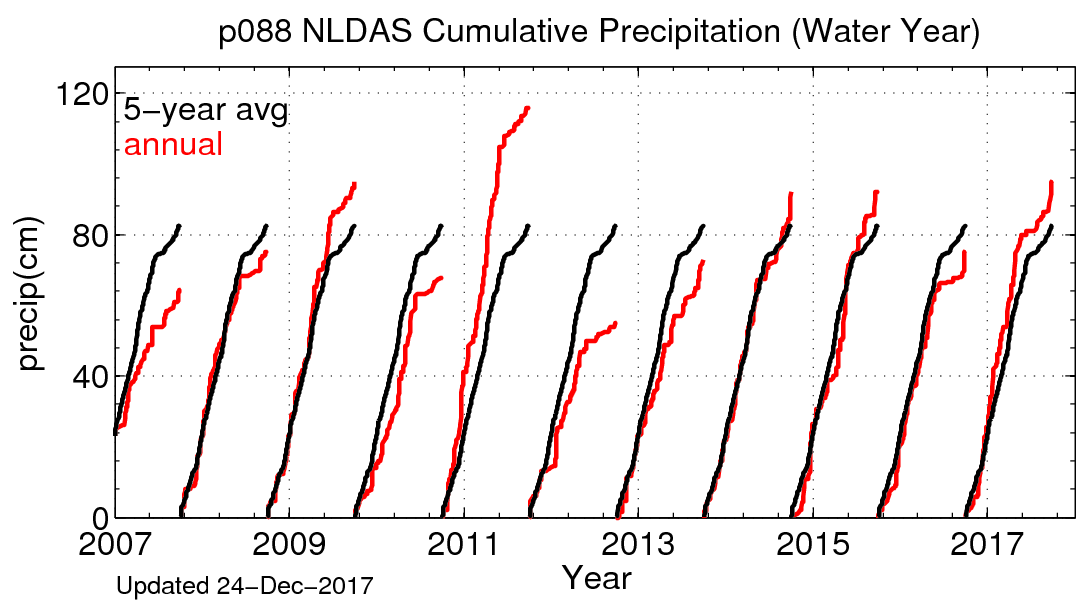 p088 NLDAS Cumulative Precipitation (Water Year)
120
5−year avg
annual
80
precip(cm)
40
0
2007 2009 2011 2013 2015 2017
Year
Updated 24−Dec−2017